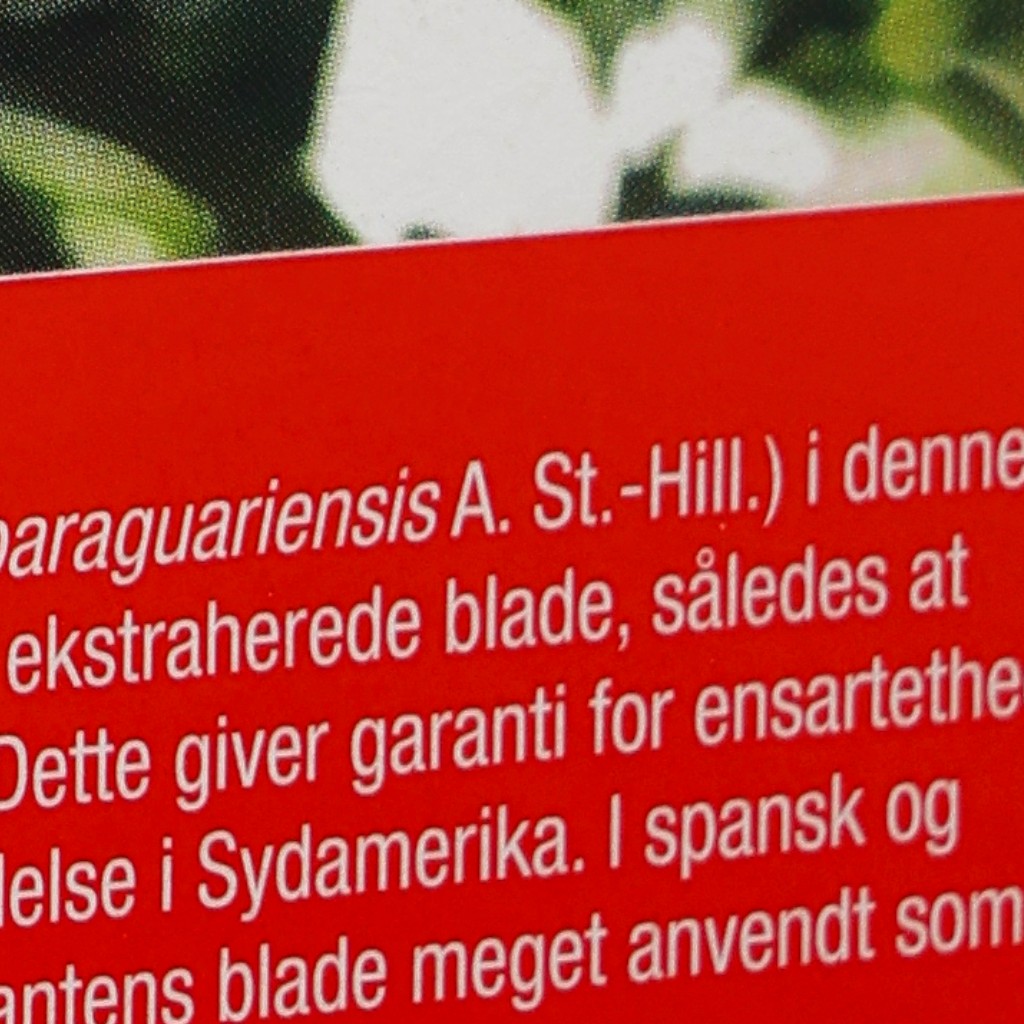 paraguariensis A. St.-Hill.) i denne
ekstraherede blade, således at
Dette giver garanti for ensartethe
delse i Sydamerika. I spansk og
antens blade meget anvendt som